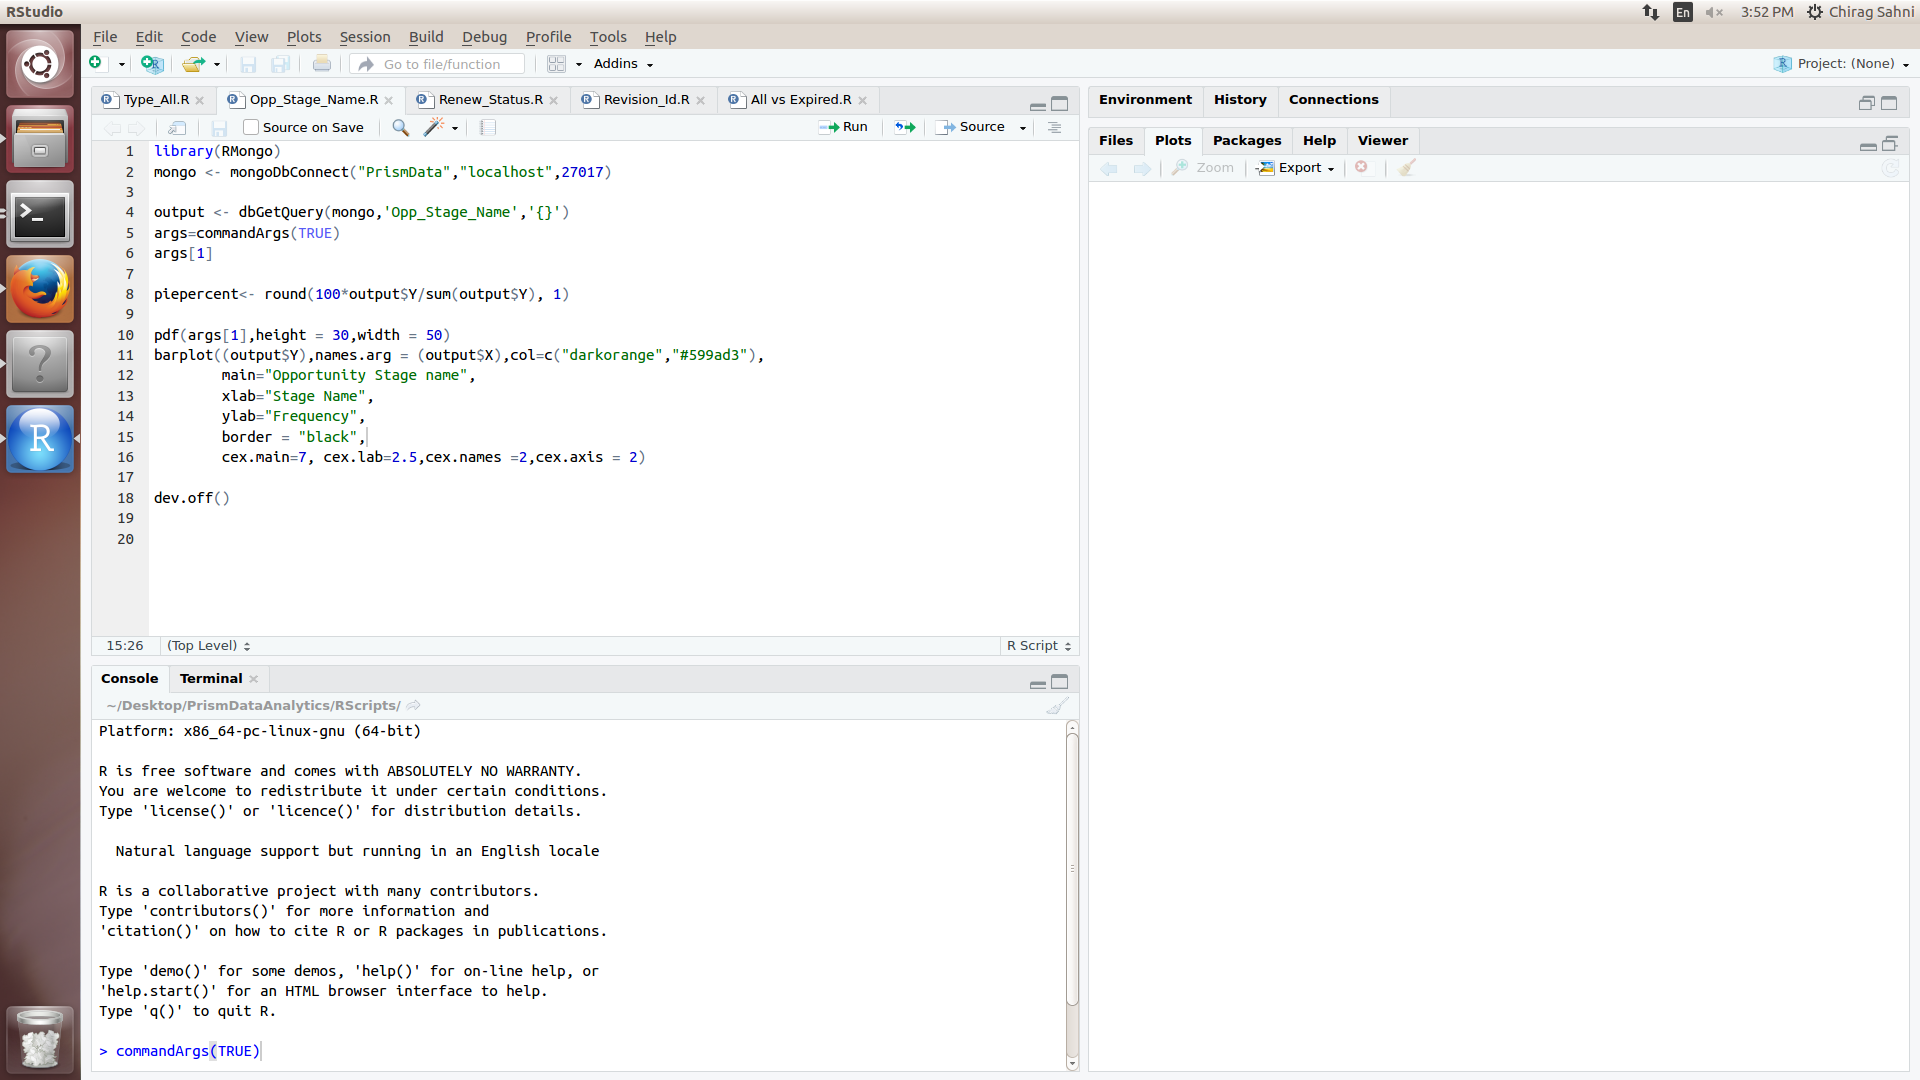 RStudio
En
3:52 PM
Chirag Sahni
File Edit Code View Plots Session Build Debug Profile Tools Help
Go to file/function
Addins
Project: (None)
Type_All.R
Opp_Stage_Name.R
Renew_Status.R
Revision_Id.R
All vs Expired.R
Source on Save
Run
Source
1 library(RMongo)
2 mongo <- mongoDbConnect("PrismData","localhost",27017)
3
4 output <- dbGetQuery(mongo,'Opp_Stage_Name','{}')
5 args=commandArgs(TRUE)
6 args[1]
7
8 piepercent<- round(100*output$Y/sum(output$Y), 1)
9
10 pdf(args[1],height = 30,width = 50)
11 barplot((output$Y),names.arg = (output$X),col=c("darkorange","#599ad3"),
12 main="Opportunity Stage name",
13 xlab="Stage Name",
14 ylab="Frequency",
15 border = "black",
16 cex.main=7, cex.lab=2.5,cex.names =2,cex.axis = 2)
17
18 dev.off()
19
20
15:26
(Top Level)
R Script
Console
Terminal
~/Desktop/PrismDataAnalytics/RScripts/
Platform: x86_64-pc-linux-gnu (64-bit)
R is free software and comes with ABSOLUTELY NO WARRANTY.
You are welcome to redistribute it under certain conditions.
Type 'license()' or 'licence()' for distribution details.
Natural language support but running in an English locale
R is a collaborative project with many contributors.
Type 'contributors()' for more information and
'citation()' on how to cite R or R packages in publications.
Type 'demo()' for some demos, 'help()' for on-line help, or
'help.start()' for an HTML browser interface to help.
Type 'q()' to quit R.
> commandArgs(TRUE)
Environment
History
Connections
Files
Plots
Packages
Help
Viewer
Zoom
Export